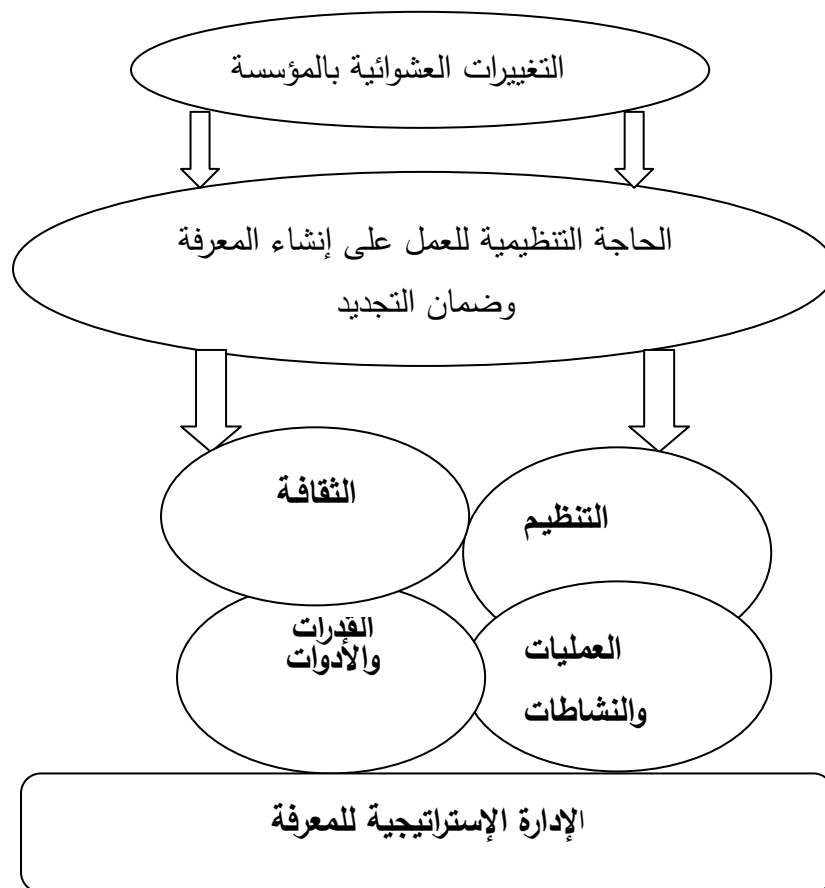 التغييرات العشوائية بالمؤسسة
الحاجة التنظيمية للعمل على إنشاء المعرفة
وضمان التجديد
التنظيم
الثقافة
العمليات
والنشاطات
القدرات
والأدوات
الإدارة الإستراتيجية للمعرفة